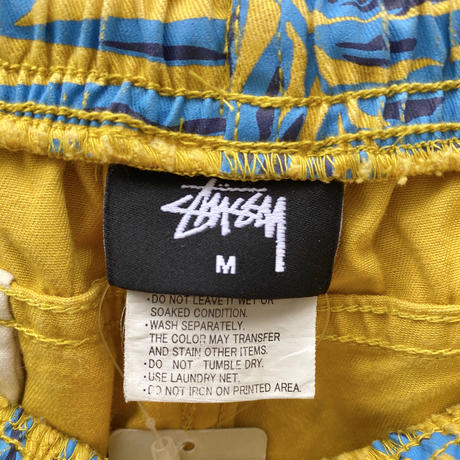 STÜSSY
M
• DO NOT LEAVE IT WET OR
SOAKED CONDITION.
• WASH SEPARATELY.
THE COLOR MAY TRANSFER
AND STAIN OTHER ITEMS.
• DO NOT TUMBLE DRY.
• USE LAUNDRY NET.
• DO NOT IRON ON PRINTED AREA.